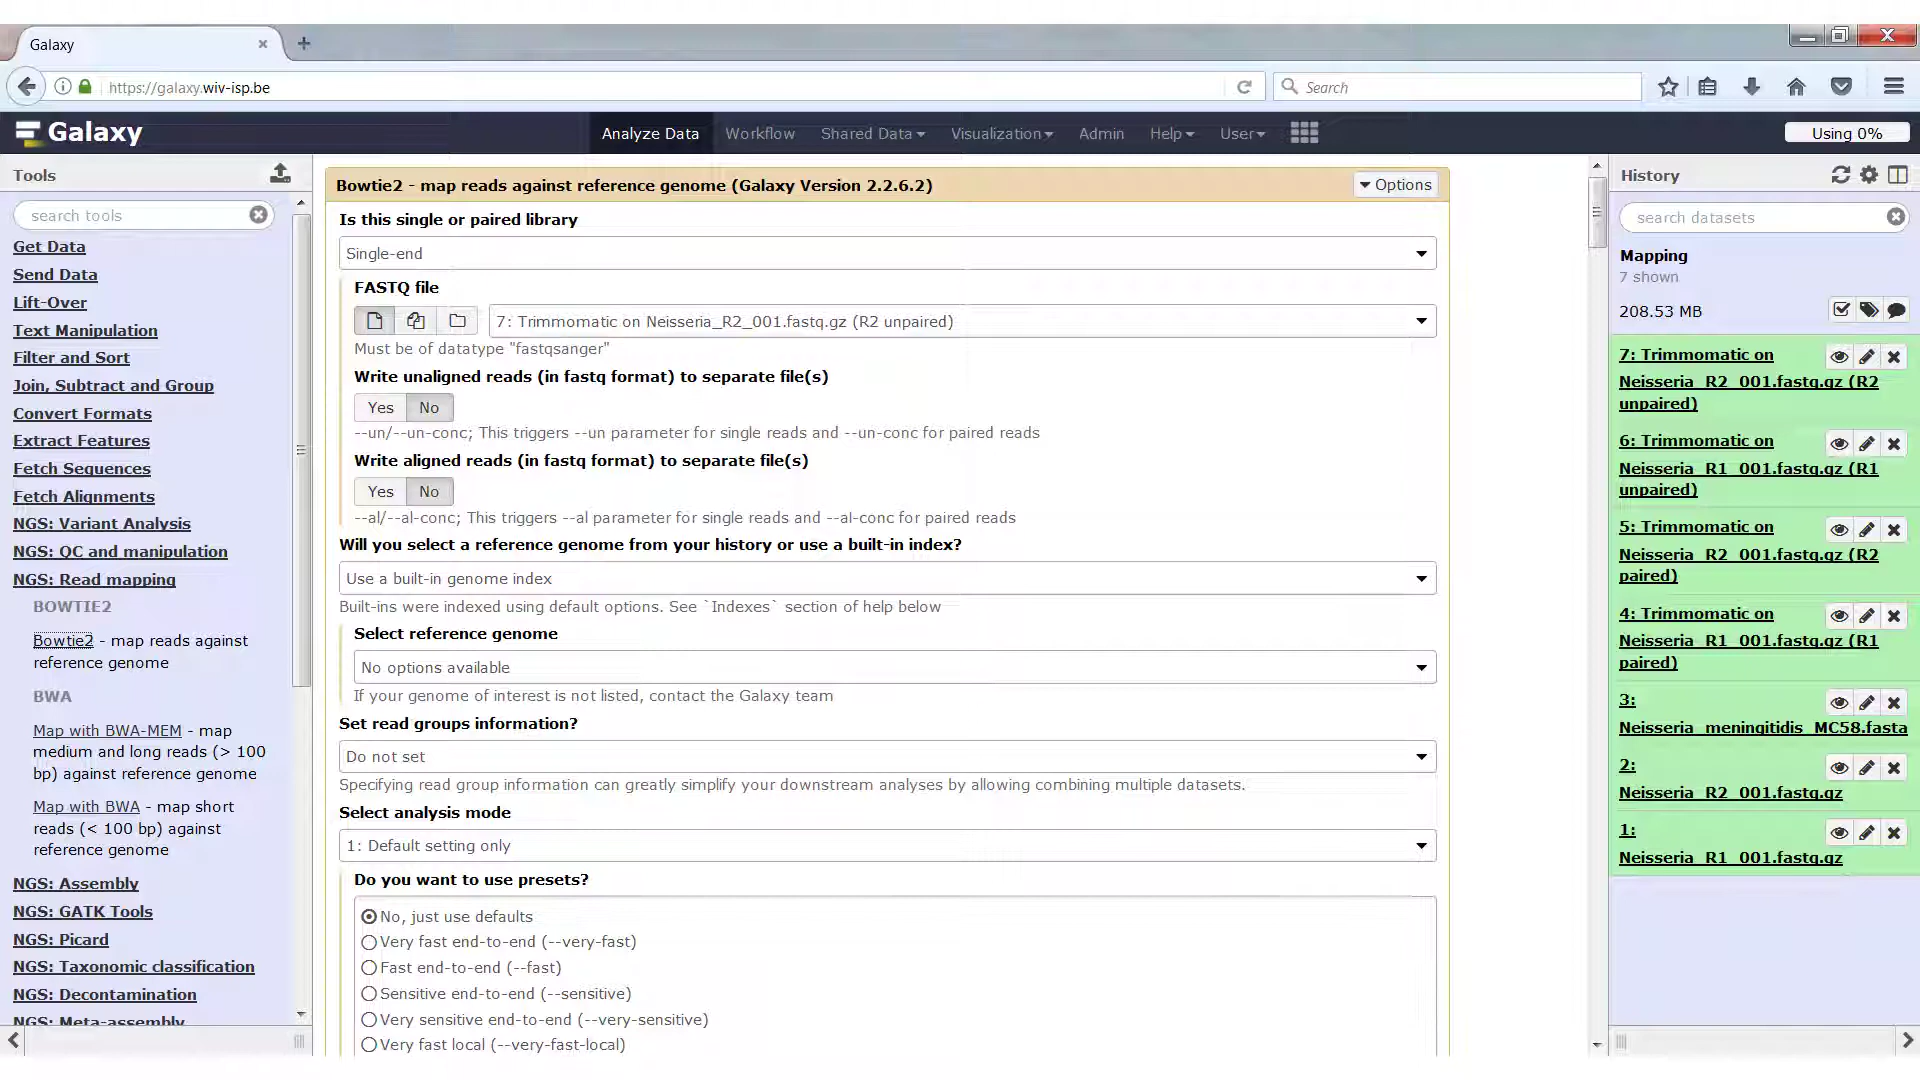 Galaxy
https://galaxy.wiv-isp.be
Search
Galaxy
Analyze Data
Workflow
Shared Data
Visualization
Admin
Help
User
Using 0%
Tools
search tools
Get Data
Send Data
Lift-Over
Text Manipulation
Filter and Sort
Join, Subtract and Group
Convert Formats
Extract Features
Fetch Sequences
Fetch Alignments
NGS: Variant Analysis
NGS: QC and manipulation
NGS: Read mapping
BOWTIE2
Bowtie2 - map reads against
reference genome
BWA
Map with BWA-MEM - map
medium and long reads (> 100
bp) against reference genome
Map with BWA - map short
reads (< 100 bp) against
reference genome
NGS: Assembly
NGS: GATK Tools
NGS: Picard
NGS: Taxonomic classification
NGS: Decontamination
NGS: Meta-assembly
Bowtie2 - map reads against reference genome (Galaxy Version 2.2.6.2)
Options
Is this single or paired library
Single-end
FASTQ file
7: Trimmomatic on Neisseria_R2_001.fastq.gz (R2 unpaired)
Must be of datatype "fastqsanger"
Write unaligned reads (in fastq format) to separate file(s)
Yes No
--un/--un-conc; This triggers --un parameter for single reads and --un-conc for paired reads
Write aligned reads (in fastq format) to separate file(s)
Yes No
--al/--al-conc; This triggers --al parameter for single reads and --al-conc for paired reads
Will you select a reference genome from your history or use a built-in index?
Use a built-in genome index
Built-ins were indexed using default options. See `Indexes` section of help below
Select reference genome
No options available
If your genome of interest is not listed, contact the Galaxy team
Set read groups information?
Do not set
Specifying read group information can greatly simplify your downstream analyses by allowing combining multiple datasets.
Select analysis mode
1: Default setting only
Do you want to use presets?
No, just use defaults
Very fast end-to-end (--very-fast)
Fast end-to-end (--fast)
Sensitive end-to-end (--sensitive)
Very sensitive end-to-end (--very-sensitive)
Very fast local (--very-fast-local)
History
search datasets
Mapping
7 shown
208.53 MB
7: Trimmomatic on
Neisseria_R2_001.fastq.gz (R2
unpaired)
6: Trimmomatic on
Neisseria_R1_001.fastq.gz (R1
unpaired)
5: Trimmomatic on
Neisseria_R2_001.fastq.gz (R2
paired)
4: Trimmomatic on
Neisseria_R1_001.fastq.gz (R1
paired)
3:
Neisseria_meningitidis_MC58.fasta
2:
Neisseria_R2_001.fastq.gz
1:
Neisseria_R1_001.fastq.gz